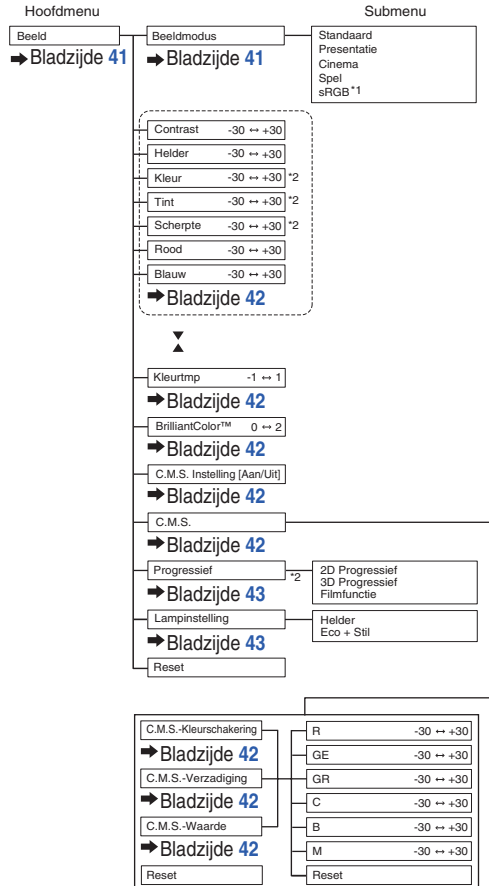 Hoofdmenu
Submenu
Beeld
➡Bladzijde 41
Beeldmodus
➡Bladzijde 41
Standaard
Presentatie
Cinema
Spel
sRGB*1
Contrast -30 ↔ +30
Helder -30 ↔ +30
Kleur -30 ↔ +30 *2
Tint -30 ↔ +30 *2
Scherpte -30 ↔ +30 *2
Rood -30 ↔ +30
Blauw -30 ↔ +30
➡Bladzijde 42
▼
▲
Kleurtmp -1 ↔ 1
➡Bladzijde 42
BrilliantColor™ 0 ↔ 2
➡Bladzijde 42
C.M.S. Instelling [Aan/Uit]
➡Bladzijde 42
C.M.S.
➡Bladzijde 42
Progressief *2
➡Bladzijde 43
2D Progressief
3D Progressief
Filmfunctie
Lampinstelling
➡Bladzijde 43
Helder
Eco + Stil
Reset
C.M.S.-Kleurschakering
➡Bladzijde 42
C.M.S.-Verzadiging
➡Bladzijde 42
C.M.S.-Waarde
➡Bladzijde 42
Reset
R -30 ↔ +30
GE -30 ↔ +30
GR -30 ↔ +30
C -30 ↔ +30
B -30 ↔ +30
M -30 ↔ +30
Reset